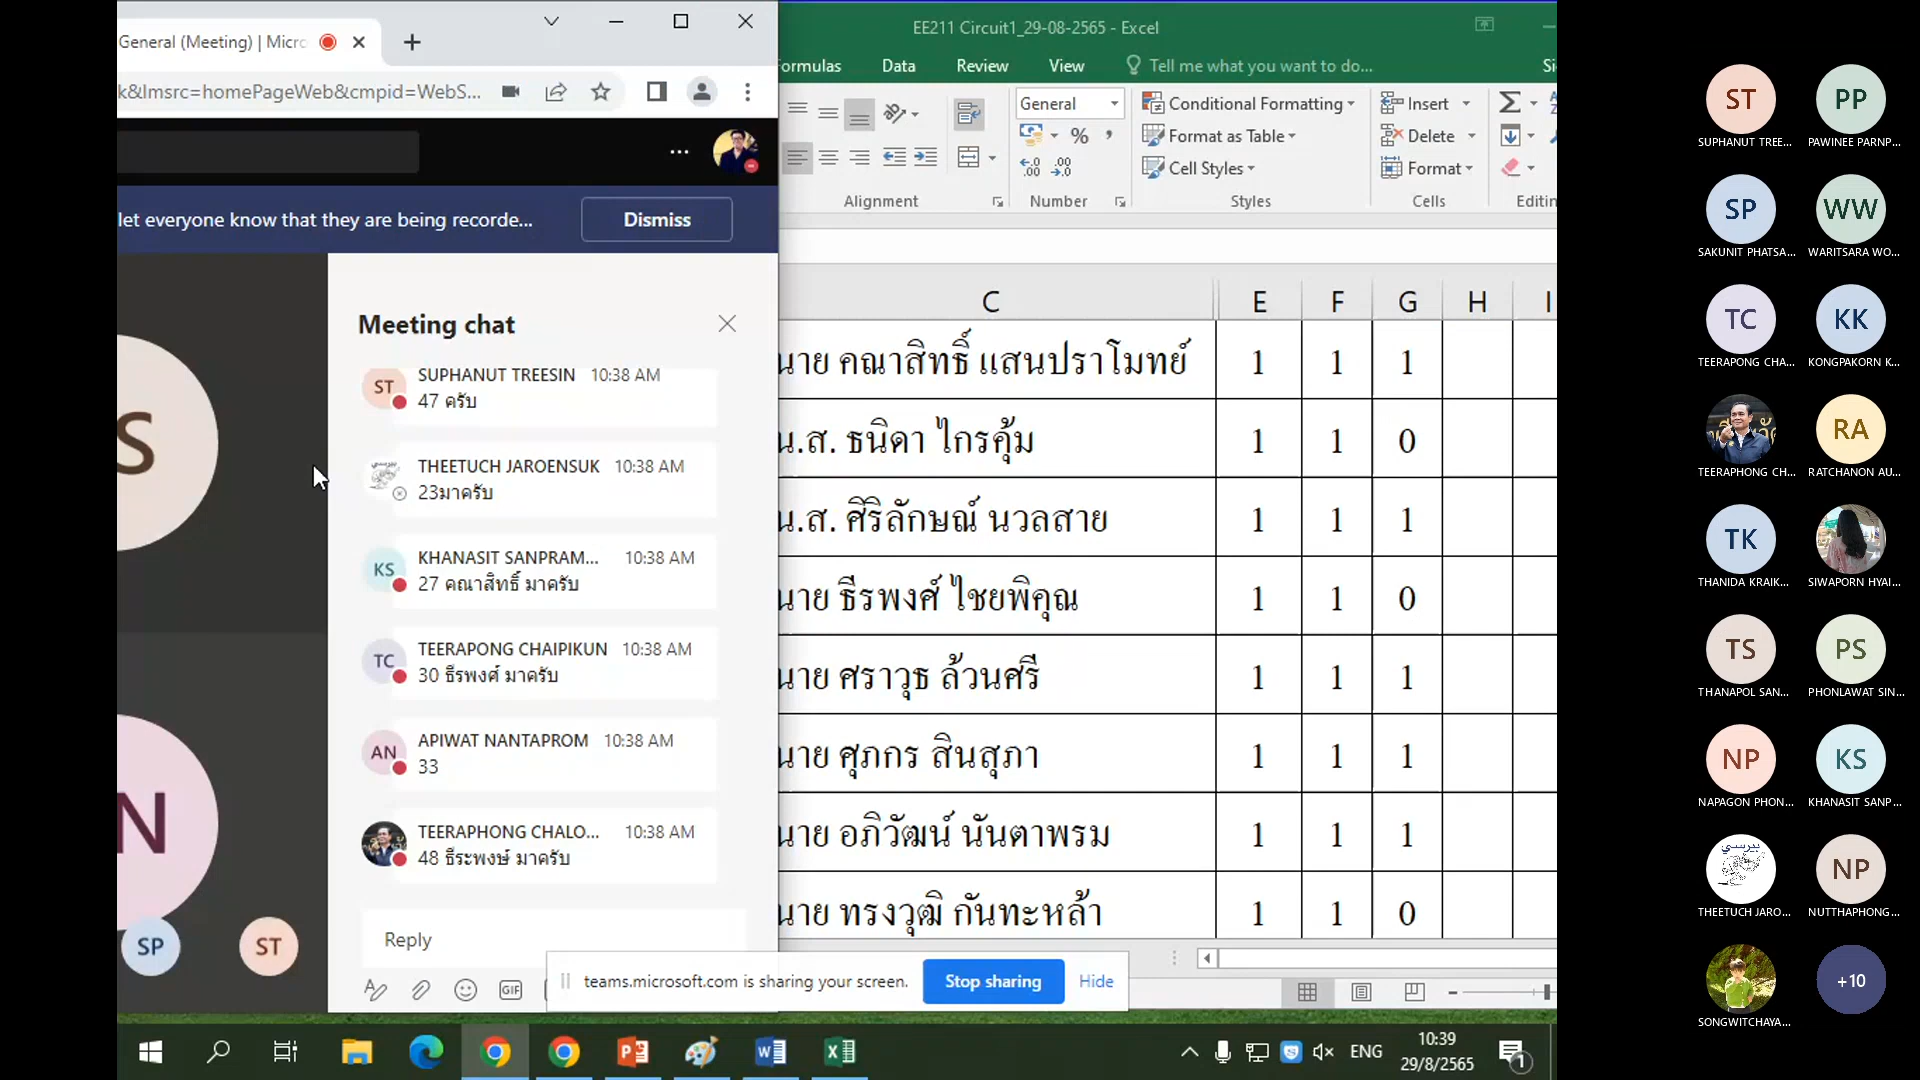 General (Meeting) | Micro
k&lmsrc=homePageWeb&cmpid=WebS...
let everyone know that they are being recorde...
Dismiss
S
N
SP
ST
Meeting chat
ST
SUPHANUT TREESIN 10:38 AM
47 ครับ
THEETUCH JAROENSUK 10:38 AM
23มาครับ
KS
KHANASIT SANPRAM... 10:38 AM
27 คณาสิทธิ์ มาครับ
TC
TEERAPONG CHAIPIKUN 10:38 AM
30 ธีรพงศ์ มาครับ
AN
APIWAT NANTAPROM 10:38 AM
33
TEERAPHONG CHALO... 10:38 AM
48 ธีระพงษ์ มาครับ
Reply
GIF
teams.microsoft.com is sharing your screen.
Stop sharing
Hide
EE211 Circuit1_29-08-2565 - Excel
ormulas Data Review View Tell me what you want to do... Si
General
Conditional Formatting
Format as Table
Cell Styles
Insert
Delete
Format
Alignment Number Styles Cells Editin
C E F G H I
นาย คณาสิทธิ์ แสนปราโมทย์ 1 1 1
น.ส. ธนิดา ไกรคุ้ม 1 1 0
น.ส. ศิริลักษณ์ นวลสาย 1 1 1
นาย ธีรพงศ์ ไชยพิคุณ 1 1 0
นาย ศราวุธ ล้วนศรี 1 1 1
นาย ศุภกร สินสุภา 1 1 1
นาย อภิวัฒน์ นันตาพรม 1 1 1
นาย ทรงวุฒิ กันทะหล้า 1 1 0
ENG
10:39
29/8/2565
1
ST PP
SUPHANUT TREE... PAWINEE PARNP...
SP WW
SAKUNIT PHATSA... WARITSARA WO...
TC KK
TEERAPONG CHA... KONGPAKORN K...
RA
TEERAPHONG CH... RATCHANON AU...
TK
THANIDA KRAIK... SIWAPORN HYAI...
TS PS
THANAPOL SAN... PHONLAWAT SIN...
NP KS
NAPAGON PHON... KHANASIT SANP...
NP
THEETUCH JARO... NUTTHAPHONG...
+10
SONGWITCHAYA...